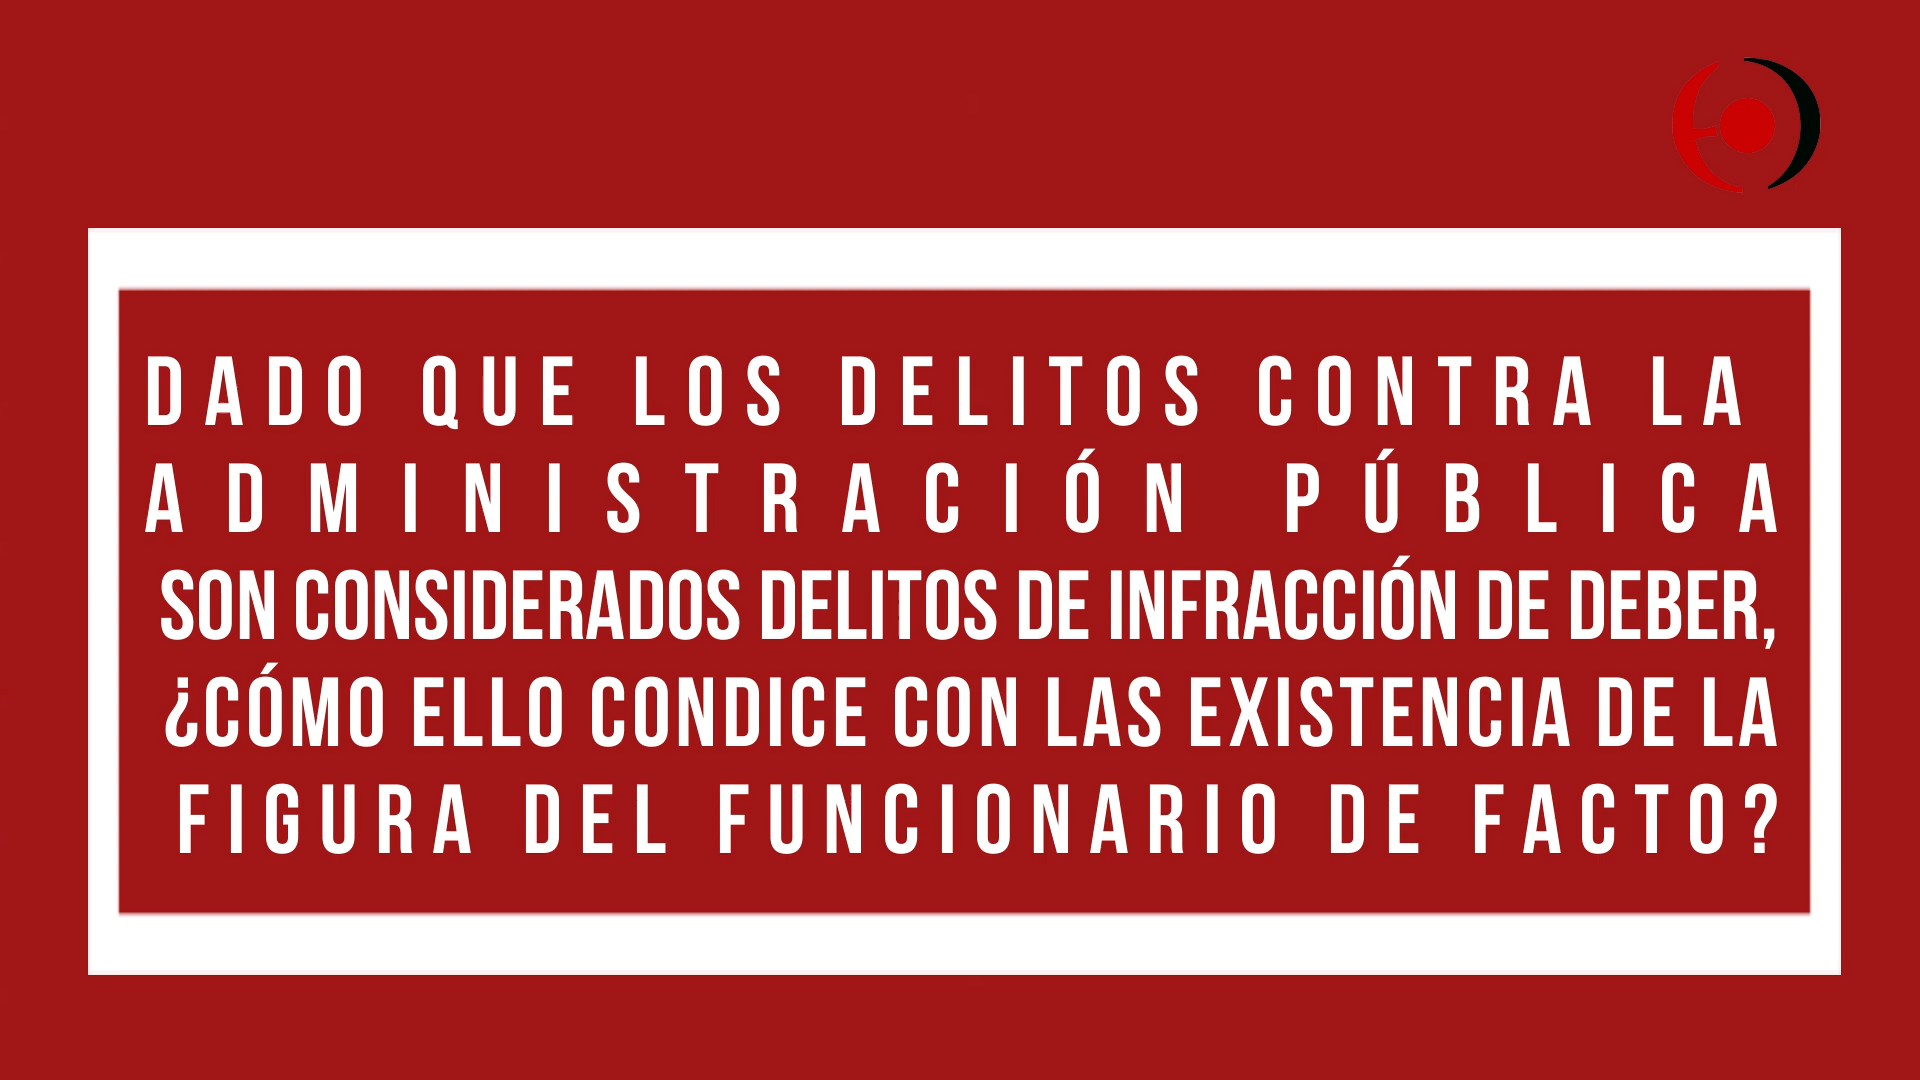 DADO QUE LOS DELITOS CONTRA LA
ADMINISTRACIÓN PÚBLICA
SON CONSIDERADOS DELITOS DE INFRACCIÓN DE DEBER,
¿CÓMO ELLO CONDICE CON LAS EXISTENCIA DE LA
FIGURA DEL FUNCIONARIO DE FACTO?